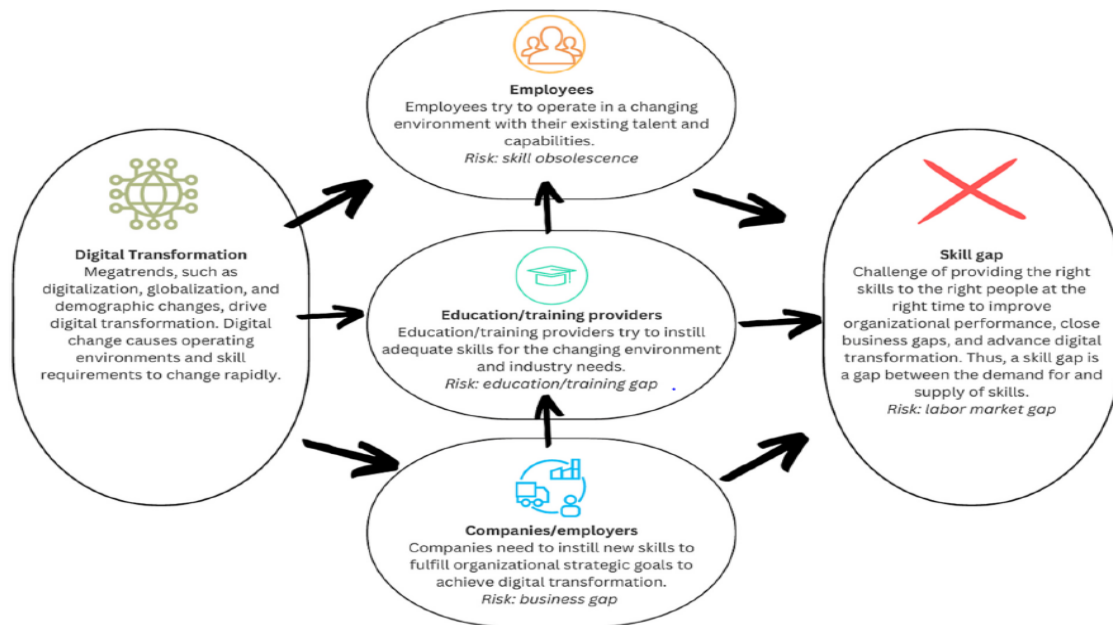 Employees
Employees try to operate in a changing
environment with their existing talent and
capabilities.
Risk: skill obsolescence
Digital Transformation
Megatrends, such as
digitalization, globalization, and
demographic changes, drive
digital transformation. Digital
change causes operating
environments and skill
requirements to change rapidly.
Education/training providers
Education/training providers try to instill
adequate skills for the changing environment
and industry needs.
Risk: education/training gap
Companies/employers
Companies need to instill new skills to
fulfill organizational strategic goals to
achieve digital transformation.
Risk: business gap
Skill gap
Challenge of providing the right
skills to the right people at the
right time to improve
organizational performance, close
business gaps, and advance digital
transformation. Thus, a skill gap is
a gap between the demand for and
supply of skills.
Risk: labor market gap